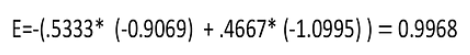 E=-(.5333* (-0.9069) + .4667* (-1.0995) ) = 0.9968